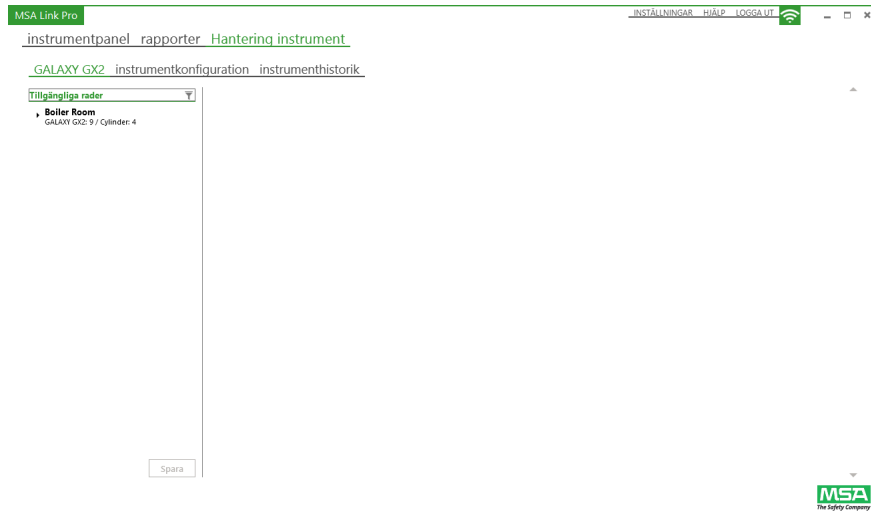 MSA Link Pro
INSTÄLLNINGAR HJÄLP LOGGA UT
instrumentpanel rapporter Hantering instrument
GALAXY GX2 instrumentkonfiguration instrumenthistorik
Tillgängliga rader
Boiler Room
GALAXY GX2: 9 / Cylinder: 4
Spara
MSA
The Safety Company